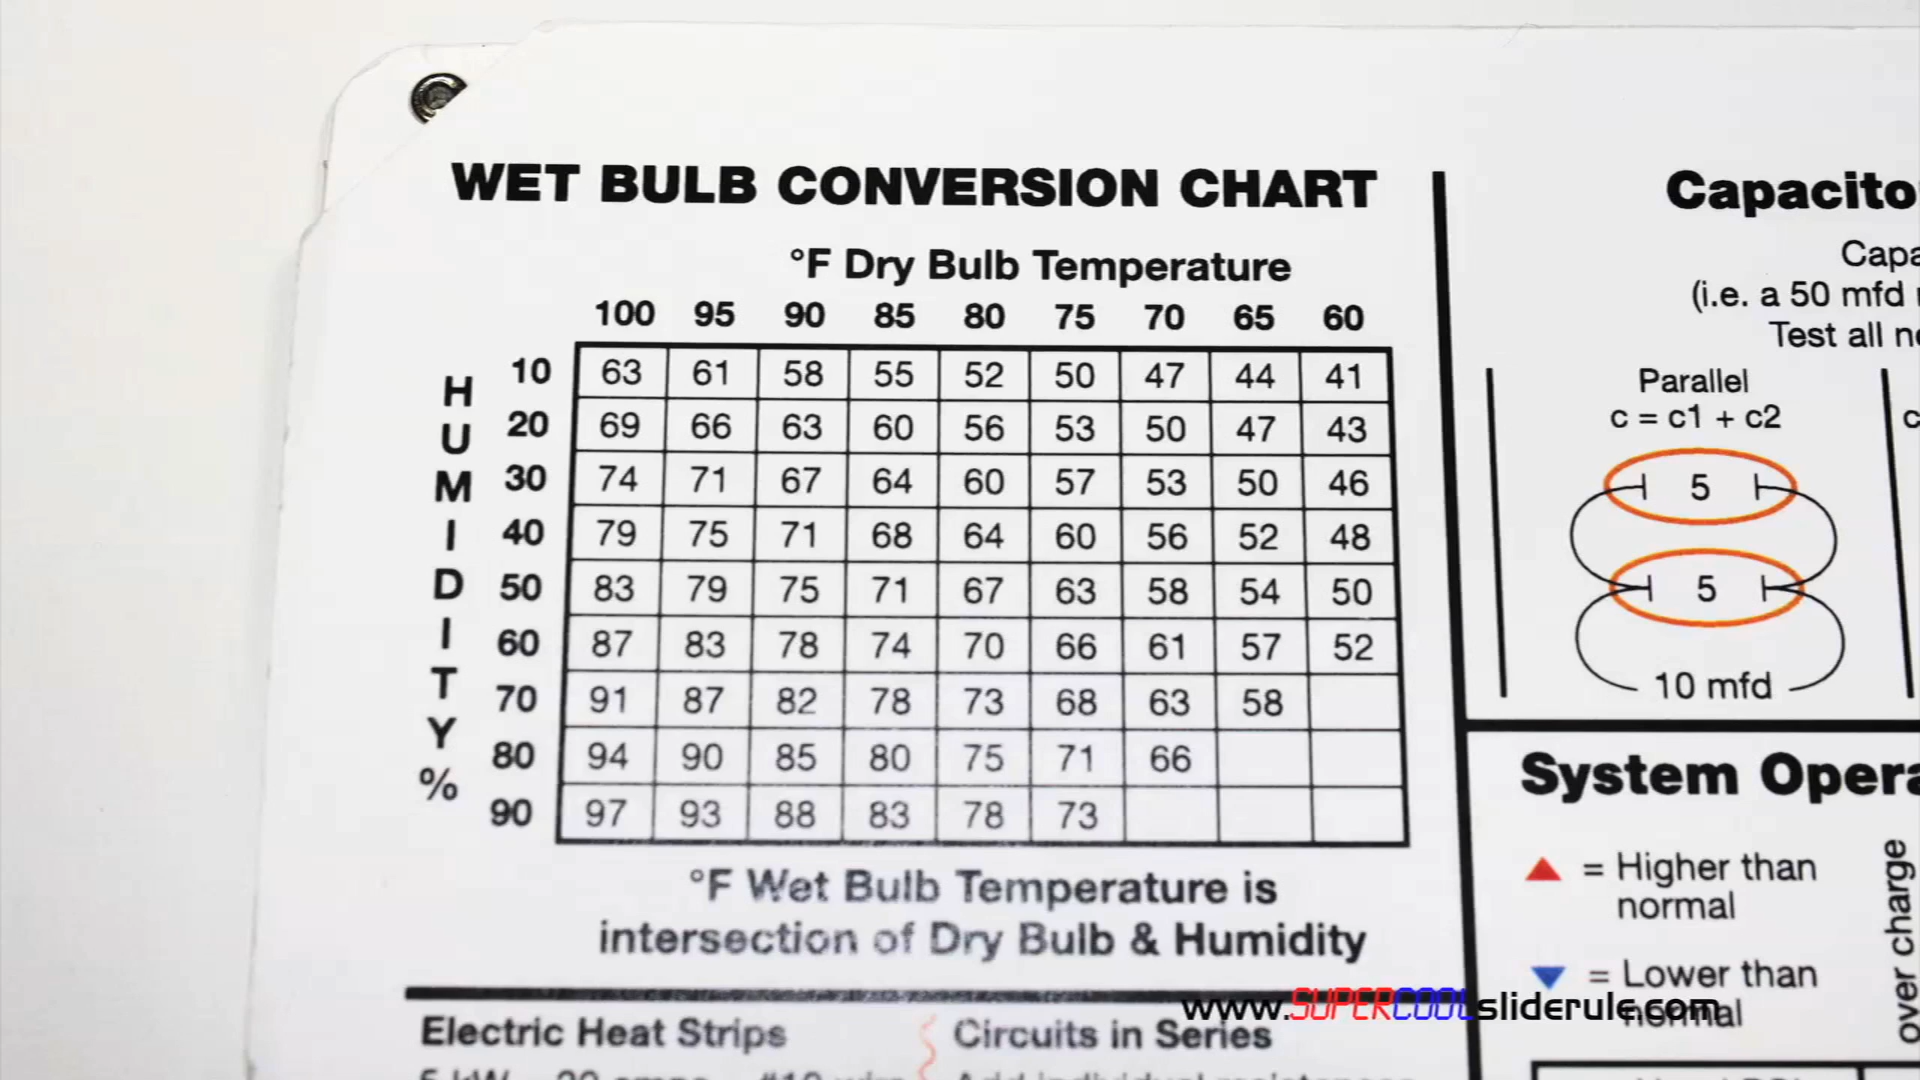 WET BULB CONVERSION CHART
°F Dry Bulb Temperature
100 95 90 85 80 75 70 65 60
HUMIDITY %
10 63 61 58 55 52 50 47 44 41
20 69 66 63 60 56 53 50 47 43
30 74 71 67 64 60 57 53 50 46
40 79 75 71 68 64 60 56 52 48
50 83 79 75 71 67 63 58 54 50
60 87 83 78 74 70 66 61 57 52
70 91 87 82 78 73 68 63 58
80 94 90 85 80 75 71 66
90 97 93 88 83 78 73
°F Wet Bulb Temperature is
intersection of Dry Bulb & Humidity
Electric Heat Strips
Circuits in Series
Capacito
Capa
(i.e. a 50 mfd
Test all
Parallel
c = c1 + c2
c
5
5
10 mfd
System Opera
= Higher than
normal
= Lower than
normal
over charge
www.SUPERCOOLsliderule.com